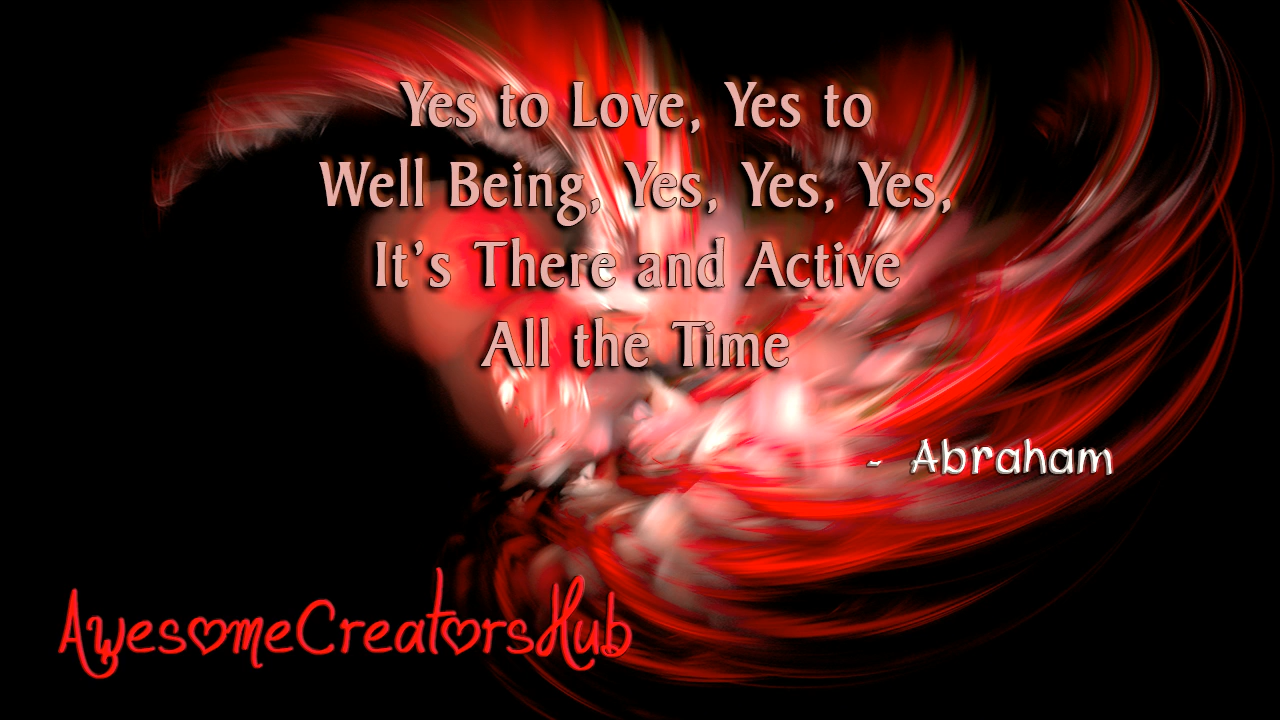 Yes to Love, Yes to
Well Being, Yes, Yes, Yes,
It's There and Active
All the Time
- Abraham
AwesomeCreatorsHub